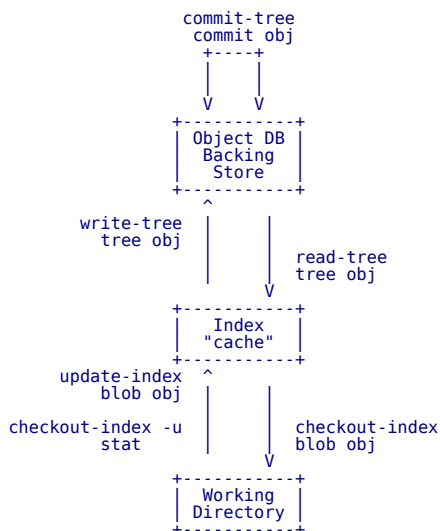 commit-tree
commit obj
+----+
|    |
|    |
V    V
+-----------+
| Object DB |
|  Backing  |
|   Store   |
+-----------+
^
write-tree  |     |
tree obj  |     |
|     |  read-tree
|     |  tree obj
V
+-----------+
|   Index   |
|  "cache"  |
+-----------+
update-index  ^
blob obj  |     |
|     |
checkout-index -u  |     |  checkout-index
stat  |     |  blob obj
V
+-----------+
|  Working  |
| Directory |
+-----------+